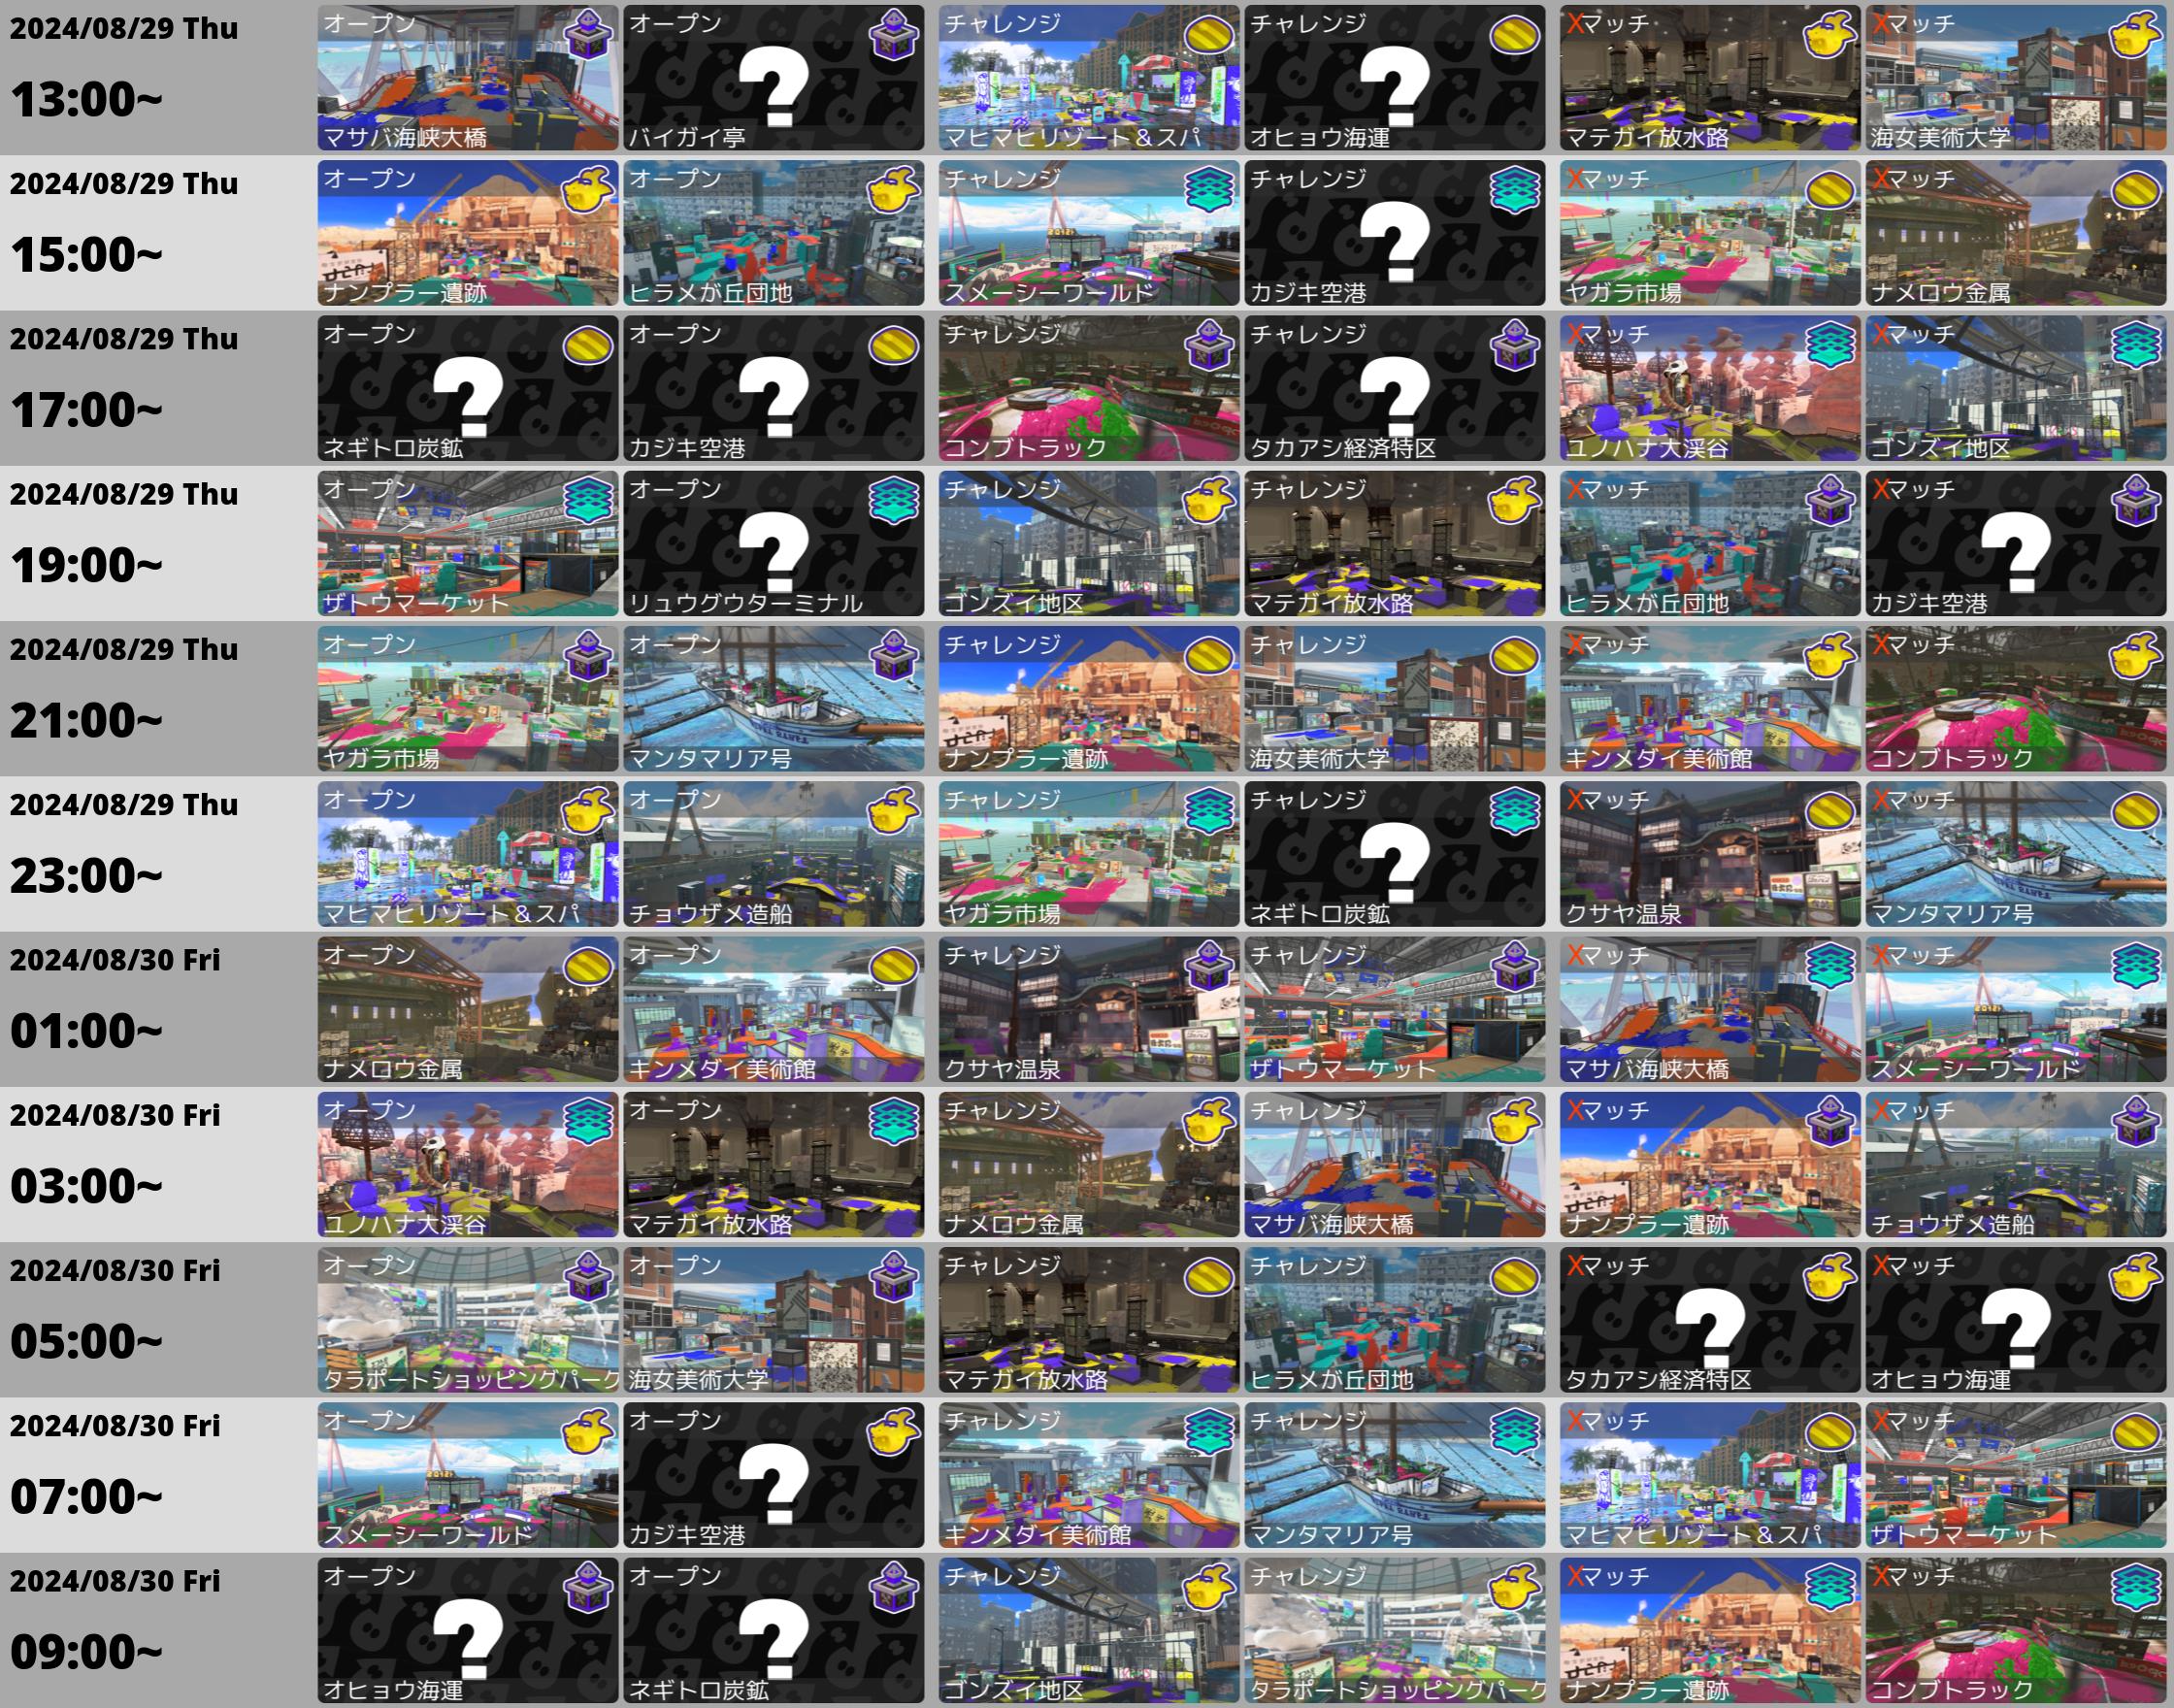 2024/08/29 Thu
13:00~
オープン
マサバ海峡大橋
オープン
?
バイガイ亭
チャレンジ
マヒマヒリゾート&スパ
チャレンジ
?
オヒョウ海運
Xマッチ
マテガイ放水路
Xマッチ
海女美術大学
2024/08/29 Thu
15:00~
オープン
ナンプラー遺跡
オープン
ヒラメが丘団地
チャレンジ
スメーシーワールド
チャレンジ
?
カジキ空港
Xマッチ
ヤガラ市場
Xマッチ
ナメロウ金属
2024/08/29 Thu
17:00~
オープン
?
ネギトロ炭鉱
オープン
?
カジキ空港
チャレンジ
コンブトラック
チャレンジ
?
タカアシ経済特区
Xマッチ
ユノハナ大渓谷
Xマッチ
ゴンズイ地区
2024/08/29 Thu
19:00~
オープン
ザトウマーケット
オープン
?
リュウグウターミナル
チャレンジ
ゴンズイ地区
チャレンジ
マテガイ放水路
Xマッチ
ヒラメが丘団地
Xマッチ
?
カジキ空港
2024/08/29 Thu
21:00~
オープン
ヤガラ市場
オープン
マンタマリア号
チャレンジ
ナンプラー遺跡
チャレンジ
海女美術大学
Xマッチ
キンメダイ美術館
Xマッチ
コンブトラック
2024/08/29 Thu
23:00~
オープン
マヒマヒリゾート&スパ
オープン
チョウザメ造船
チャレンジ
ヤガラ市場
チャレンジ
?
ネギトロ炭鉱
Xマッチ
クサヤ温泉
Xマッチ
マンタマリア号
2024/08/30 Fri
01:00~
オープン
ナメロウ金属
オープン
キンメダイ美術館
チャレンジ
クサヤ温泉
チャレンジ
ザトウマーケット
Xマッチ
マサバ海峡大橋
Xマッチ
スメーシーワールド
2024/08/30 Fri
03:00~
オープン
ユノハナ大渓谷
オープン
マテガイ放水路
チャレンジ
ナメロウ金属
チャレンジ
マサバ海峡大橋
Xマッチ
ナンプラー遺跡
Xマッチ
チョウザメ造船
2024/08/30 Fri
05:00~
オープン
タラポートショッピングパーク
オープン
海女美術大学
チャレンジ
マテガイ放水路
チャレンジ
ヒラメが丘団地
Xマッチ
?
タカアシ経済特区
Xマッチ
?
オヒョウ海運
2024/08/30 Fri
07:00~
オープン
スメーシーワールド
オープン
?
カジキ空港
チャレンジ
キンメダイ美術館
チャレンジ
マンタマリア号
Xマッチ
マヒマヒリゾート&スパ
Xマッチ
ザトウマーケット
2024/08/30 Fri
09:00~
オープン
?
オヒョウ海運
オープン
?
ネギトロ炭鉱
チャレンジ
ゴンズイ地区
チャレンジ
タラポートショッピングパーク
Xマッチ
ナンプラー遺跡
Xマッチ
コンブトラック